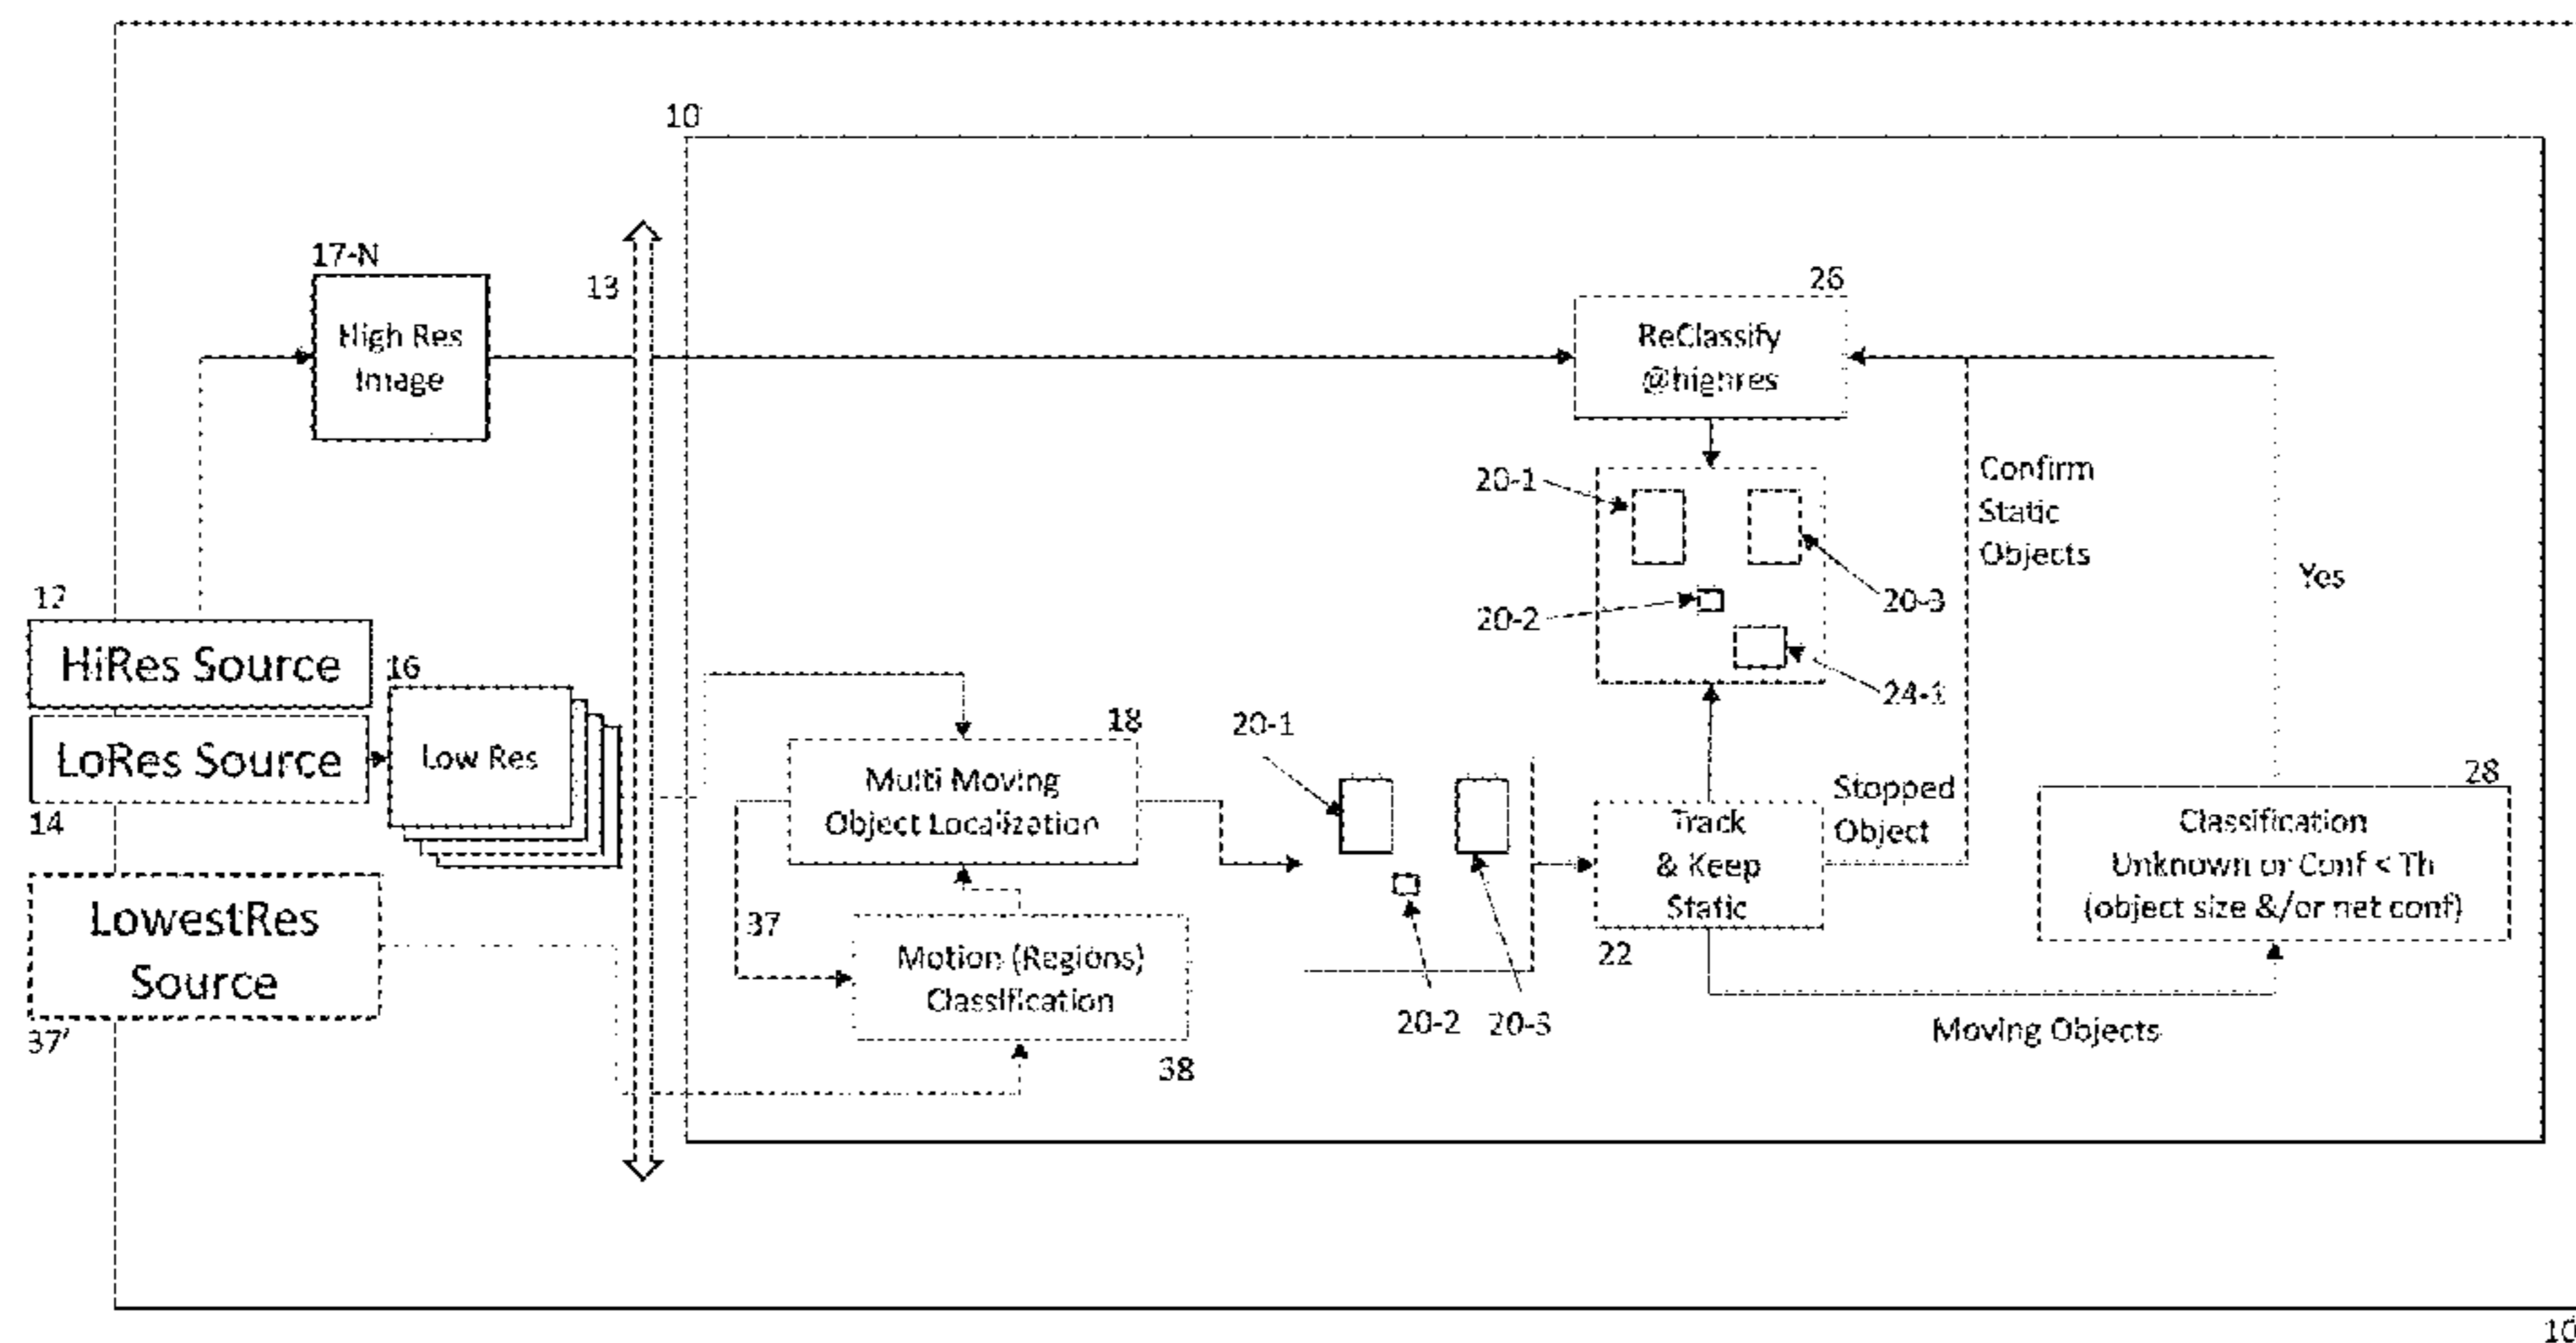 10
17-N
13
High Res
Image
26
ReClassify
@highres
20-1
20-3
20-2
24-1
Confirm
Static
Objects
Yes
12
HiRes Source
16
LoRes Source
14
Low Res
LowestRes
Source
37'
18
Multi Moving
Object Localization
37
Motion (Regions)
Classification
38
20-1
20-2
20-3
Track
& Keep
Static
22
Stopped
Object
28
Classification
Unknown or Conf < Th
(object size &/or net conf)
Moving Objects